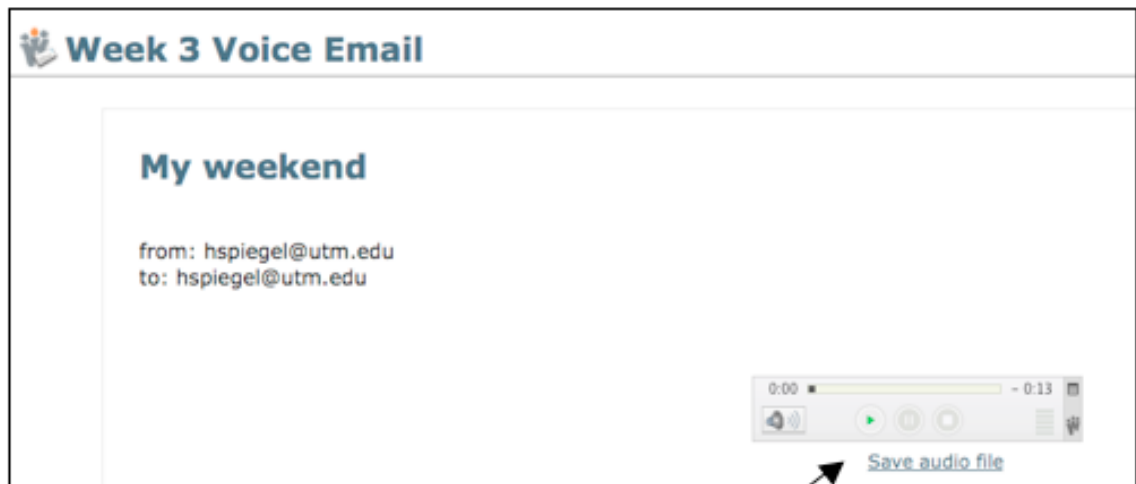 Week 3 Voice Email
My weekend
from: hspiegel@utm.edu
to: hspiegel@utm.edu
0:00 - 0:13
Save audio file